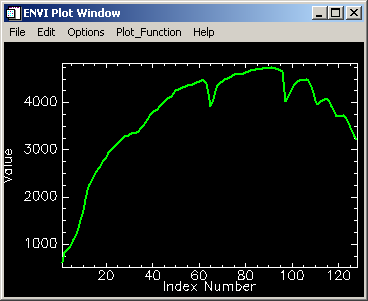 ENVI Plot Window
File Edit Options Plot_Function Help
4000
3000
2000
1000
Value
20 40 60 80 100 120
Index Number